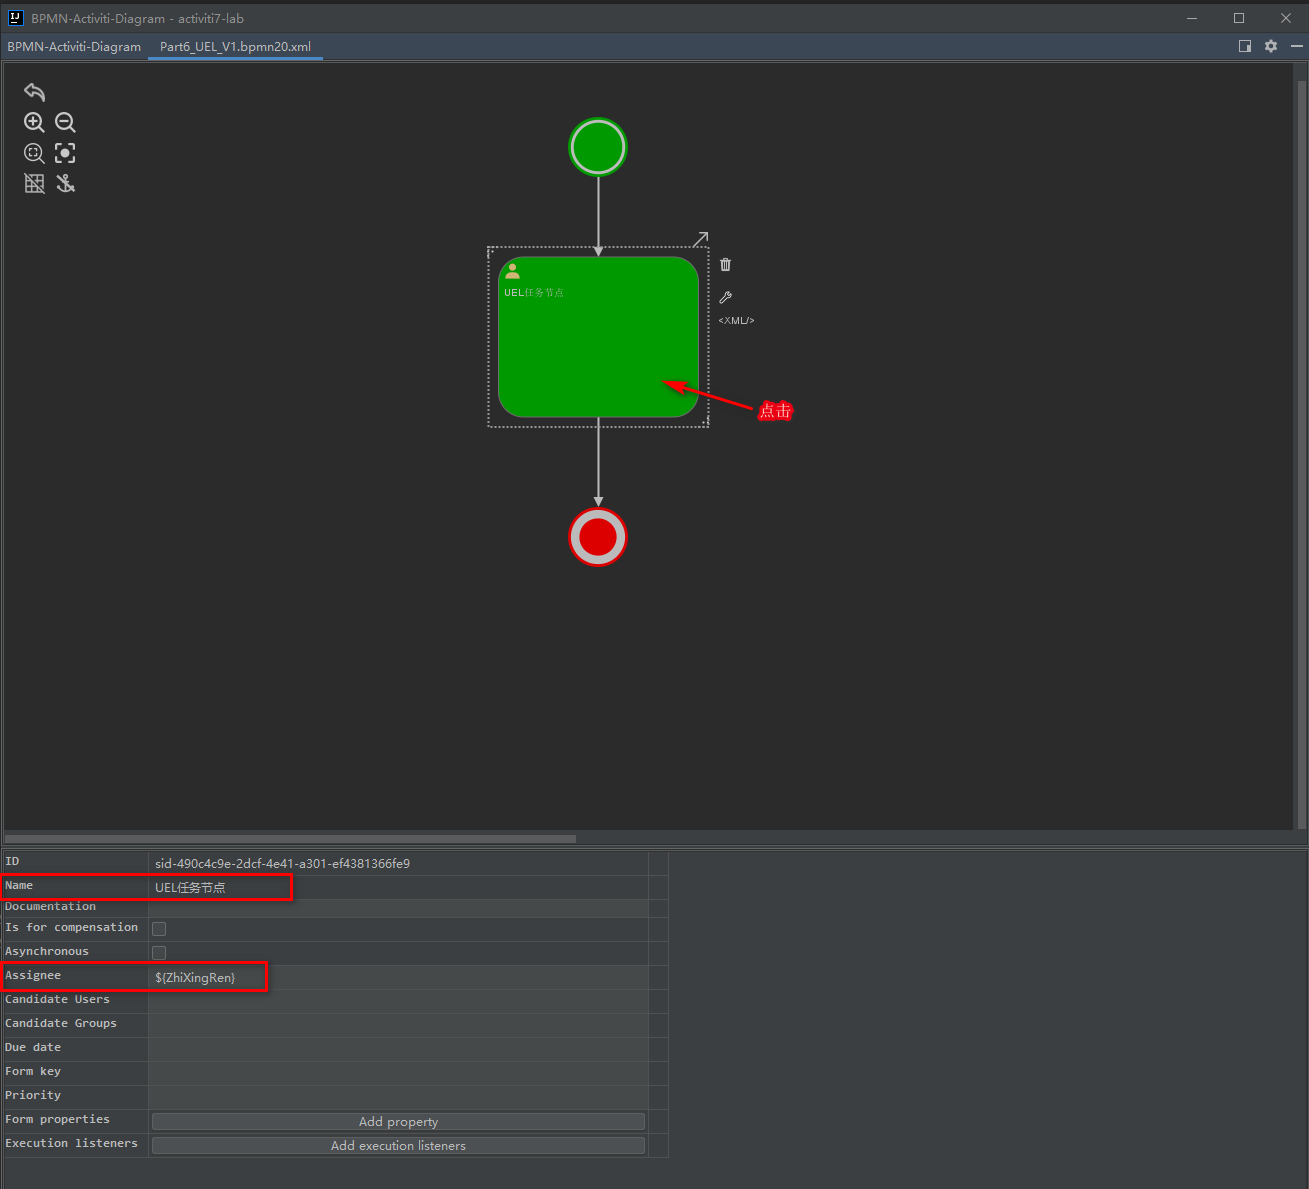 BPMN-Activiti-Diagram - activiti7-lab
BPMN-Activiti-Diagram Part6_UEL_V1.bpmn20.xml
UEL任务节点
<XML/>
点击
ID sid-490c4c9e-2dcf-4e41-a301-ef4381366fe9
Name UEL任务节点
Documentation
Is for compensation
Asynchronous
Assignee ${ZhiXingRen}
Candidate Users
Candidate Groups
Due date
Form key
Priority
Form properties Add property
Execution listeners Add execution listeners